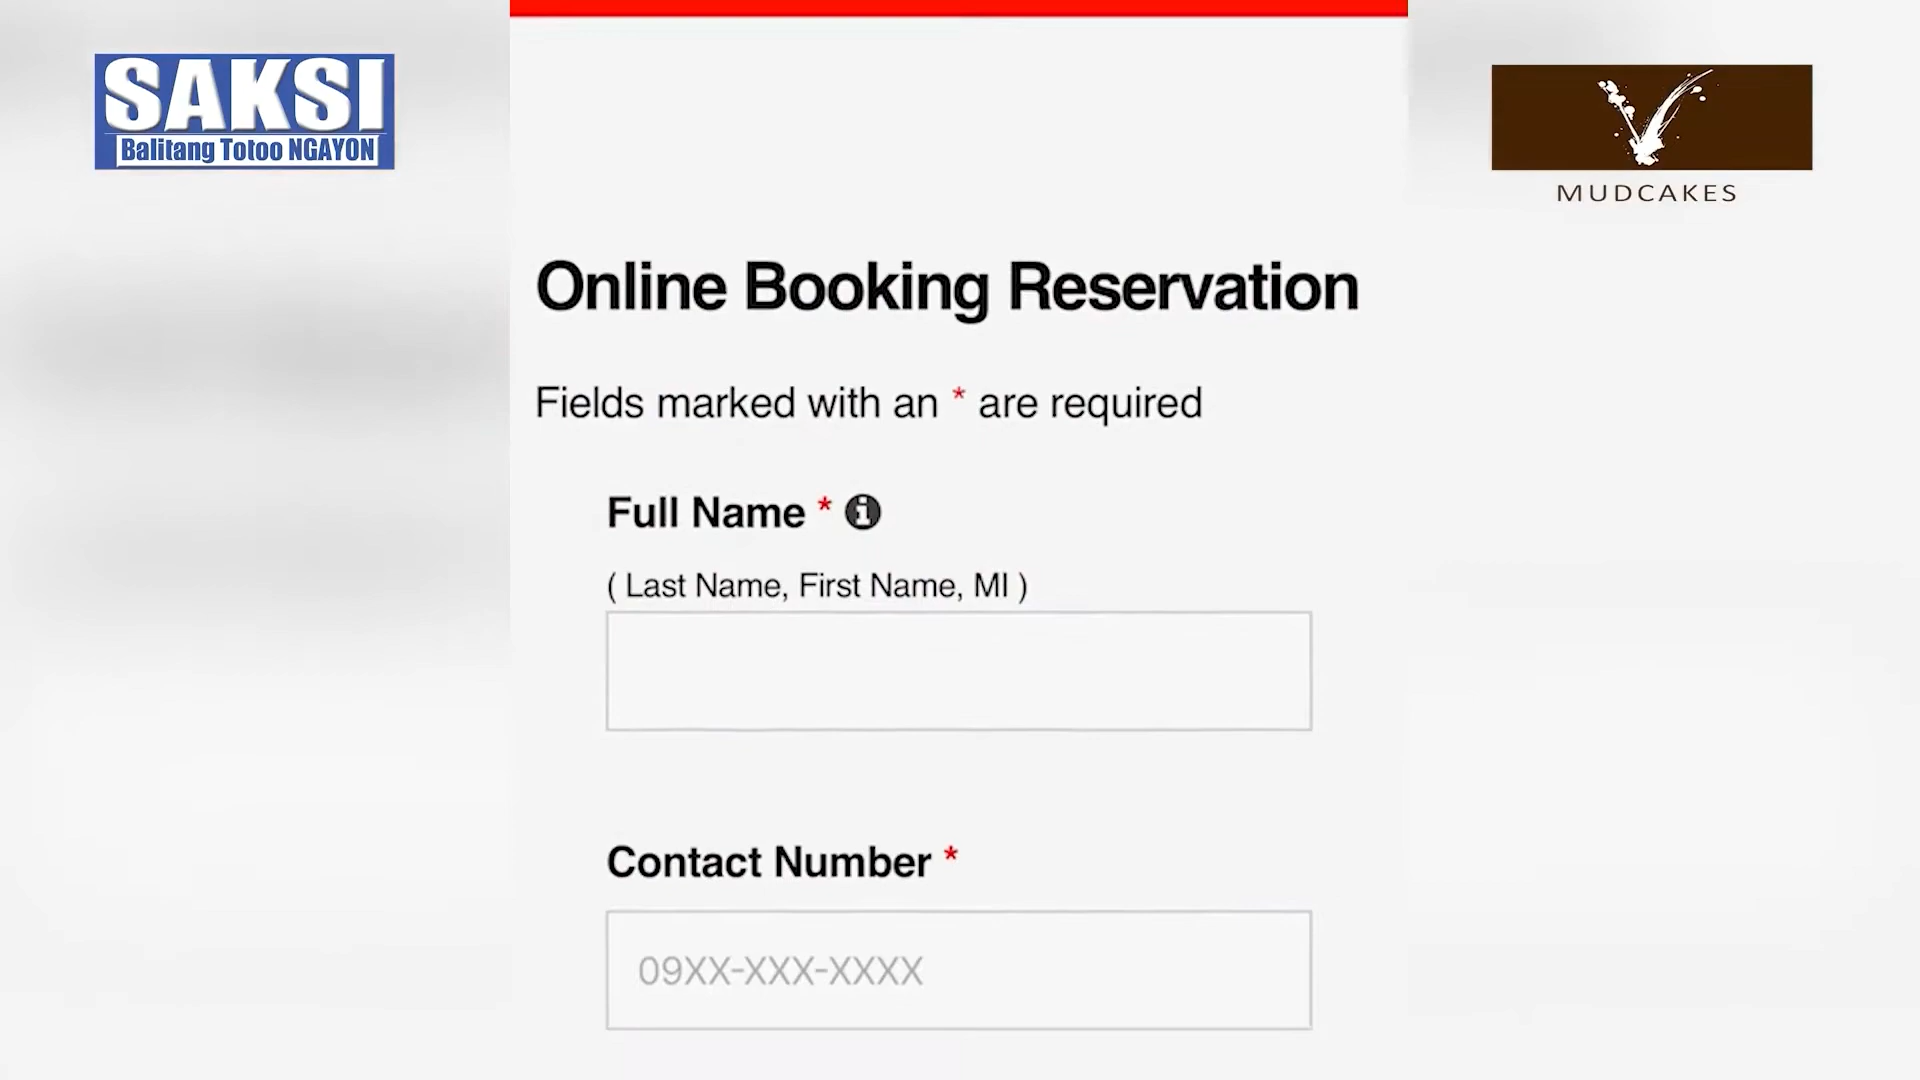 SAKSI
Balitang Totoo NGAYON
MUDCAKES
Online Booking Reservation
Fields marked with an * are required
Full Name *
( Last Name, First Name, MI )
Contact Number *
09XX-XXX-XXXX